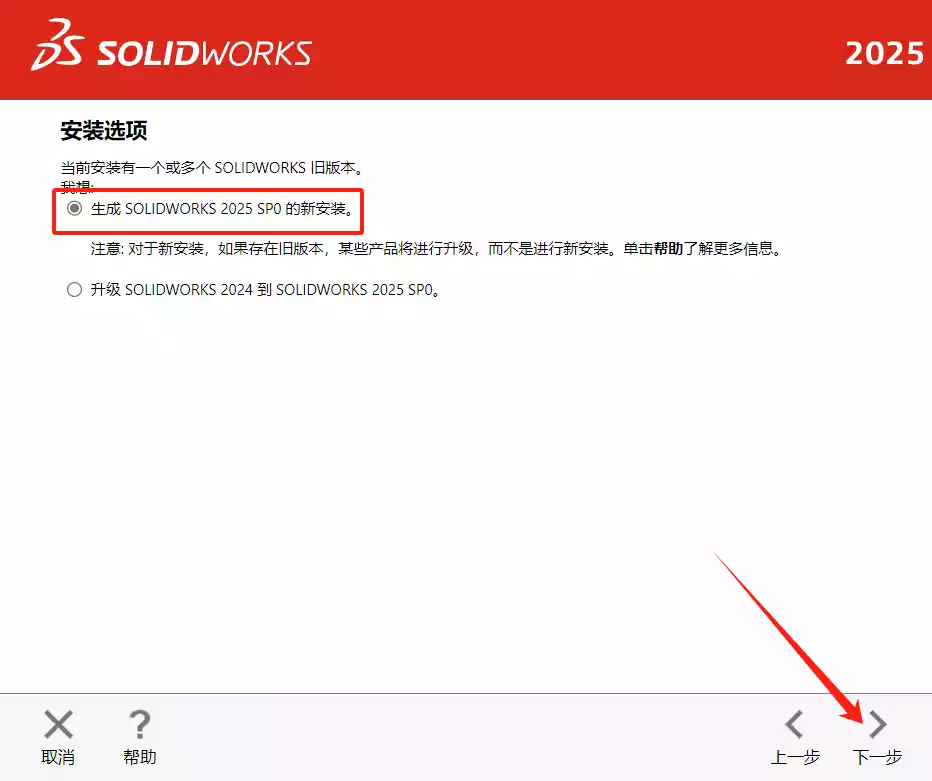 SOLIDWORKS
2025
安装选项
当前安装有一个或多个 SOLIDWORKS 旧版本。
我想:
生成 SOLIDWORKS 2025 SP0 的新安装。
注意: 对于新安装，如果存在旧版本，某些产品将进行升级，而不是进行新安装。单击帮助了解更多信息。
升级 SOLIDWORKS 2024 到 SOLIDWORKS 2025 SP0。
取消
帮助
上一步
下一步